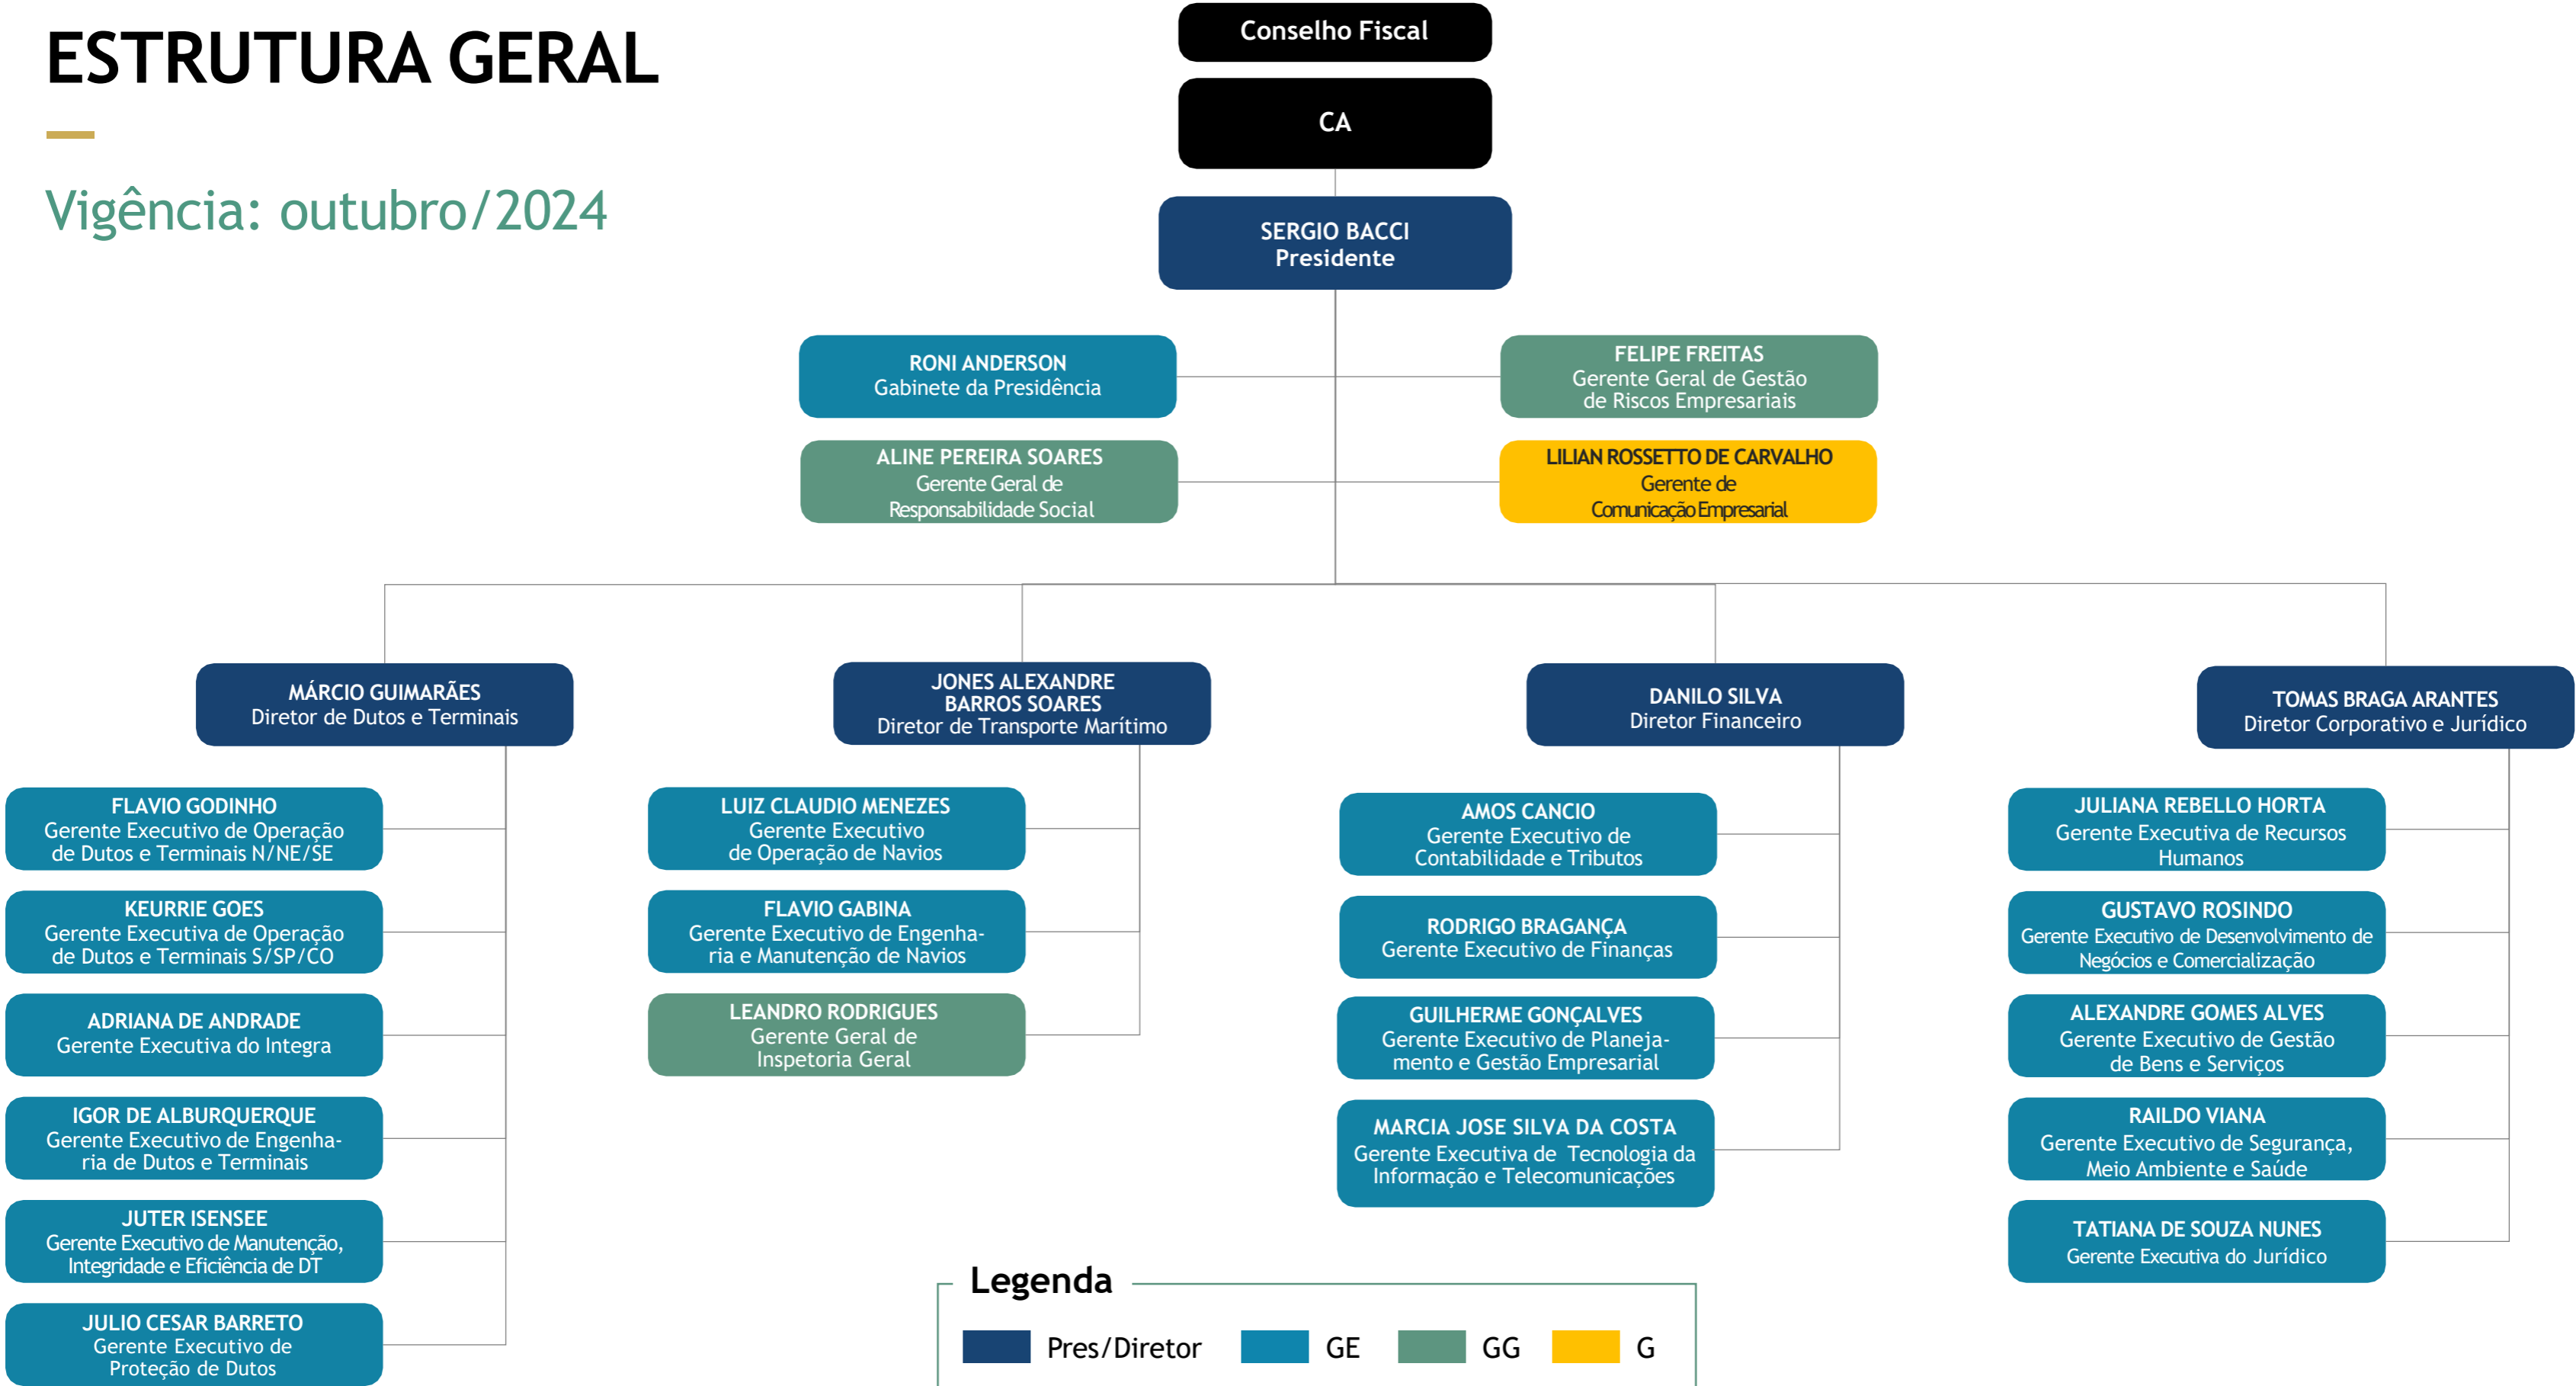 ESTRUTURA GERAL
Vigência: outubro/2024
Conselho Fiscal
CA
SERGIO BACCI
Presidente
RONI ANDERSON
Gabinete da Presidência
FELIPE FREITAS
Gerente Geral de Gestão
de Riscos Empresariais
ALINE PEREIRA SOARES
Gerente Geral de
Responsabilidade Social
LILIAN ROSSETTO DE CARVALHO
Gerente de
Comunicação Empresarial
MÁRCIO GUIMARÃES
Diretor de Dutos e Terminais
FLAVIO GODINHO
Gerente Executivo de Operação
de Dutos e Terminais N/NE/SE
KEURRIE GOES
Gerente Executiva de Operação
de Dutos e Terminais S/SP/CO
ADRIANA DE ANDRADE
Gerente Executiva do Integra
IGOR DE ALBURQUERQUE
Gerente Executivo de Engenha-
ria de Dutos e Terminais
JUTER ISENSEE
Gerente Executivo de Manutenção,
Integridade e Eficiência de DT
JULIO CESAR BARRETO
Gerente Executivo de
Proteção de Dutos
JONES ALEXANDRE
BARROS SOARES
Diretor de Transporte Marítimo
LUIZ CLAUDIO MENEZES
Gerente Executivo
de Operação de Navios
FLAVIO GABINA
Gerente Executivo de Engenha-
ria e Manutenção de Navios
LEANDRO RODRIGUES
Gerente Geral de
Inspetoria Geral
DANILO SILVA
Diretor Financeiro
AMOS CANCIO
Gerente Executivo de
Contabilidade e Tributos
RODRIGO BRAGANÇA
Gerente Executivo de Finanças
GUILHERME GONÇALVES
Gerente Executivo de Planeja-
mento e Gestão Empresarial
MARCIA JOSE SILVA DA COSTA
Gerente Executiva de Tecnologia da
Informação e Telecomunicações
TOMAS BRAGA ARANTES
Diretor Corporativo e Jurídico
JULIANA REBELLO HORTA
Gerente Executiva de Recursos
Humanos
GUSTAVO ROSINDO
Gerente Executivo de Desenvolvimento de
Negócios e Comercialização
ALEXANDRE GOMES ALVES
Gerente Executivo de Gestão
de Bens e Serviços
RAILDO VIANA
Gerente Executivo de Segurança,
Meio Ambiente e Saúde
TATIANA DE SOUZA NUNES
Gerente Executiva do Jurídico
Legenda
Pres/Diretor
GE
GG
G